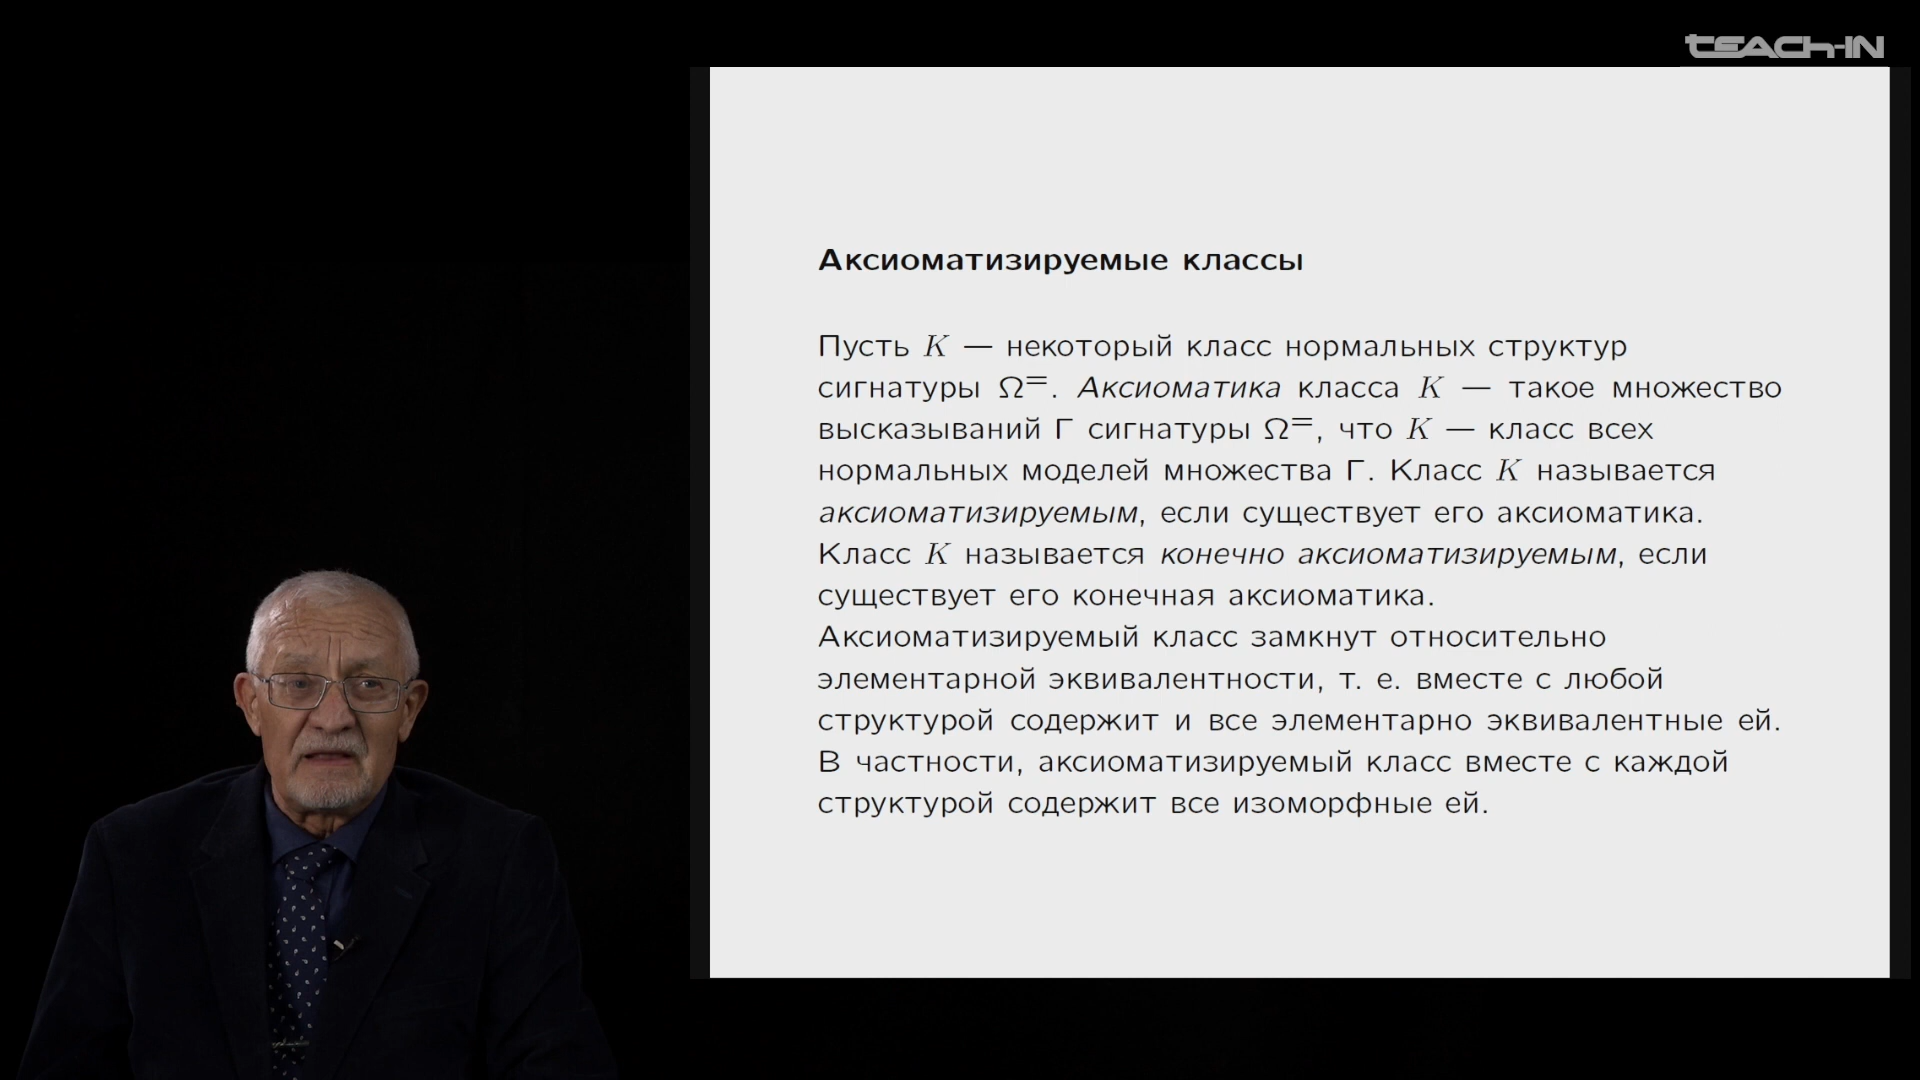 teach-in
Аксиоматизируемые классы
Пусть K — некоторый класс нормальных структур
сигнатуры Ω⁼. Аксиоматика класса K — такое множество
высказываний Γ сигнатуры Ω⁼, что K — класс всех
нормальных моделей множества Γ. Класс K называется
аксиоматизируемым, если существует его аксиоматика.
Класс K называется конечно аксиоматизируемым, если
существует его конечная аксиоматика.
Аксиоматизируемый класс замкнут относительно
элементарной эквивалентности, т. е. вместе с любой
структурой содержит и все элементарно эквивалентные ей.
В частности, аксиоматизируемый класс вместе с каждой
структурой содержит все изоморфные ей.